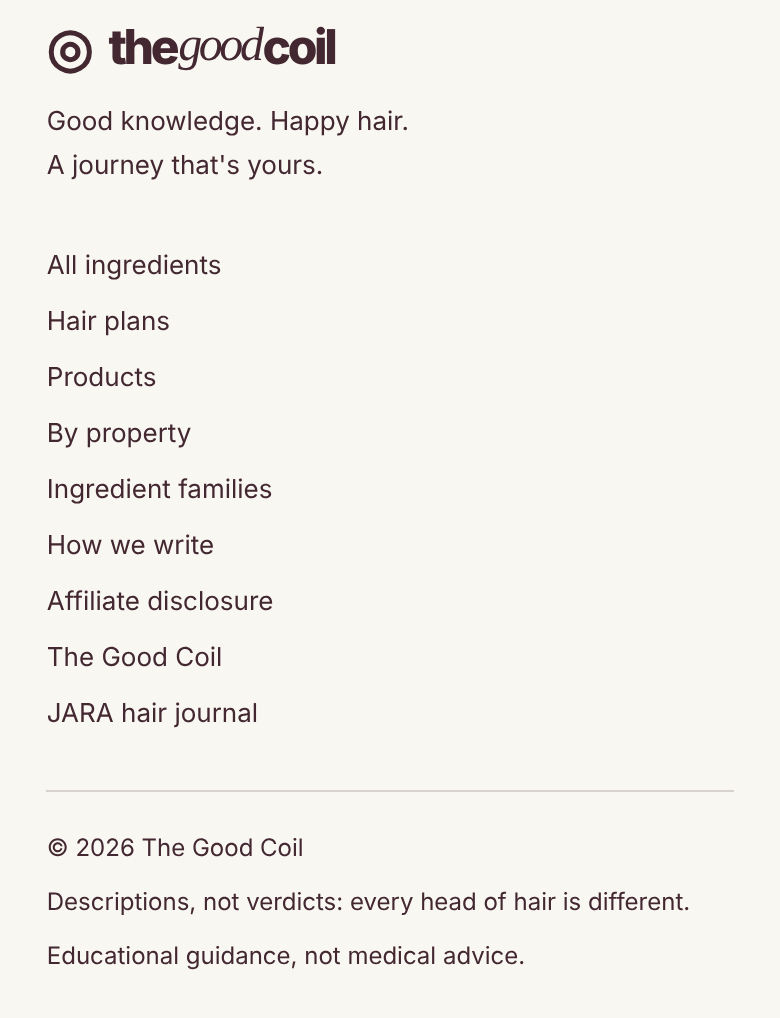 thegoodcoil
Good knowledge. Happy hair.
A journey that's yours.
All ingredients
Hair plans
Products
By property
Ingredient families
How we write
Affiliate disclosure
The Good Coil
JARA hair journal
© 2026 The Good Coil
Descriptions, not verdicts: every head of hair is different.
Educational guidance, not medical advice.